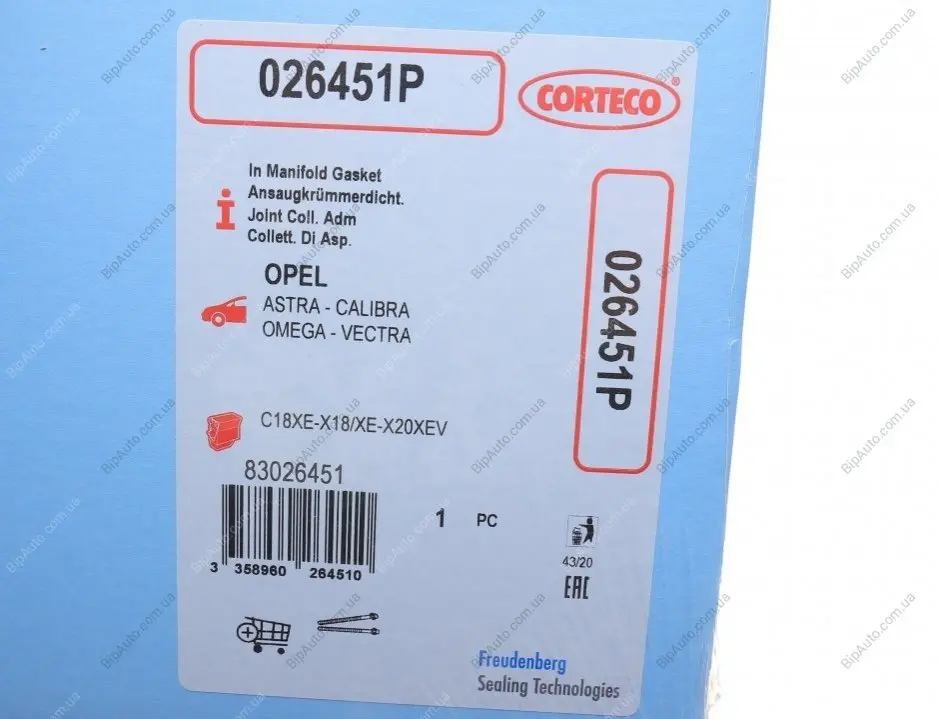 026451P
CORTECO®
In Manifold Gasket
Ansaugkrümmerdicht.
Joint Coll. Adm
Collett. Di Asp.
OPEL
ASTRA - CALIBRA
OMEGA - VECTRA
026451P
C18XE-X18/XE-X20XEV
83026451
1 PC
3 358960 264510
43/20
EAC
Freudenberg
Sealing Technologies
BipAuto.com.ua